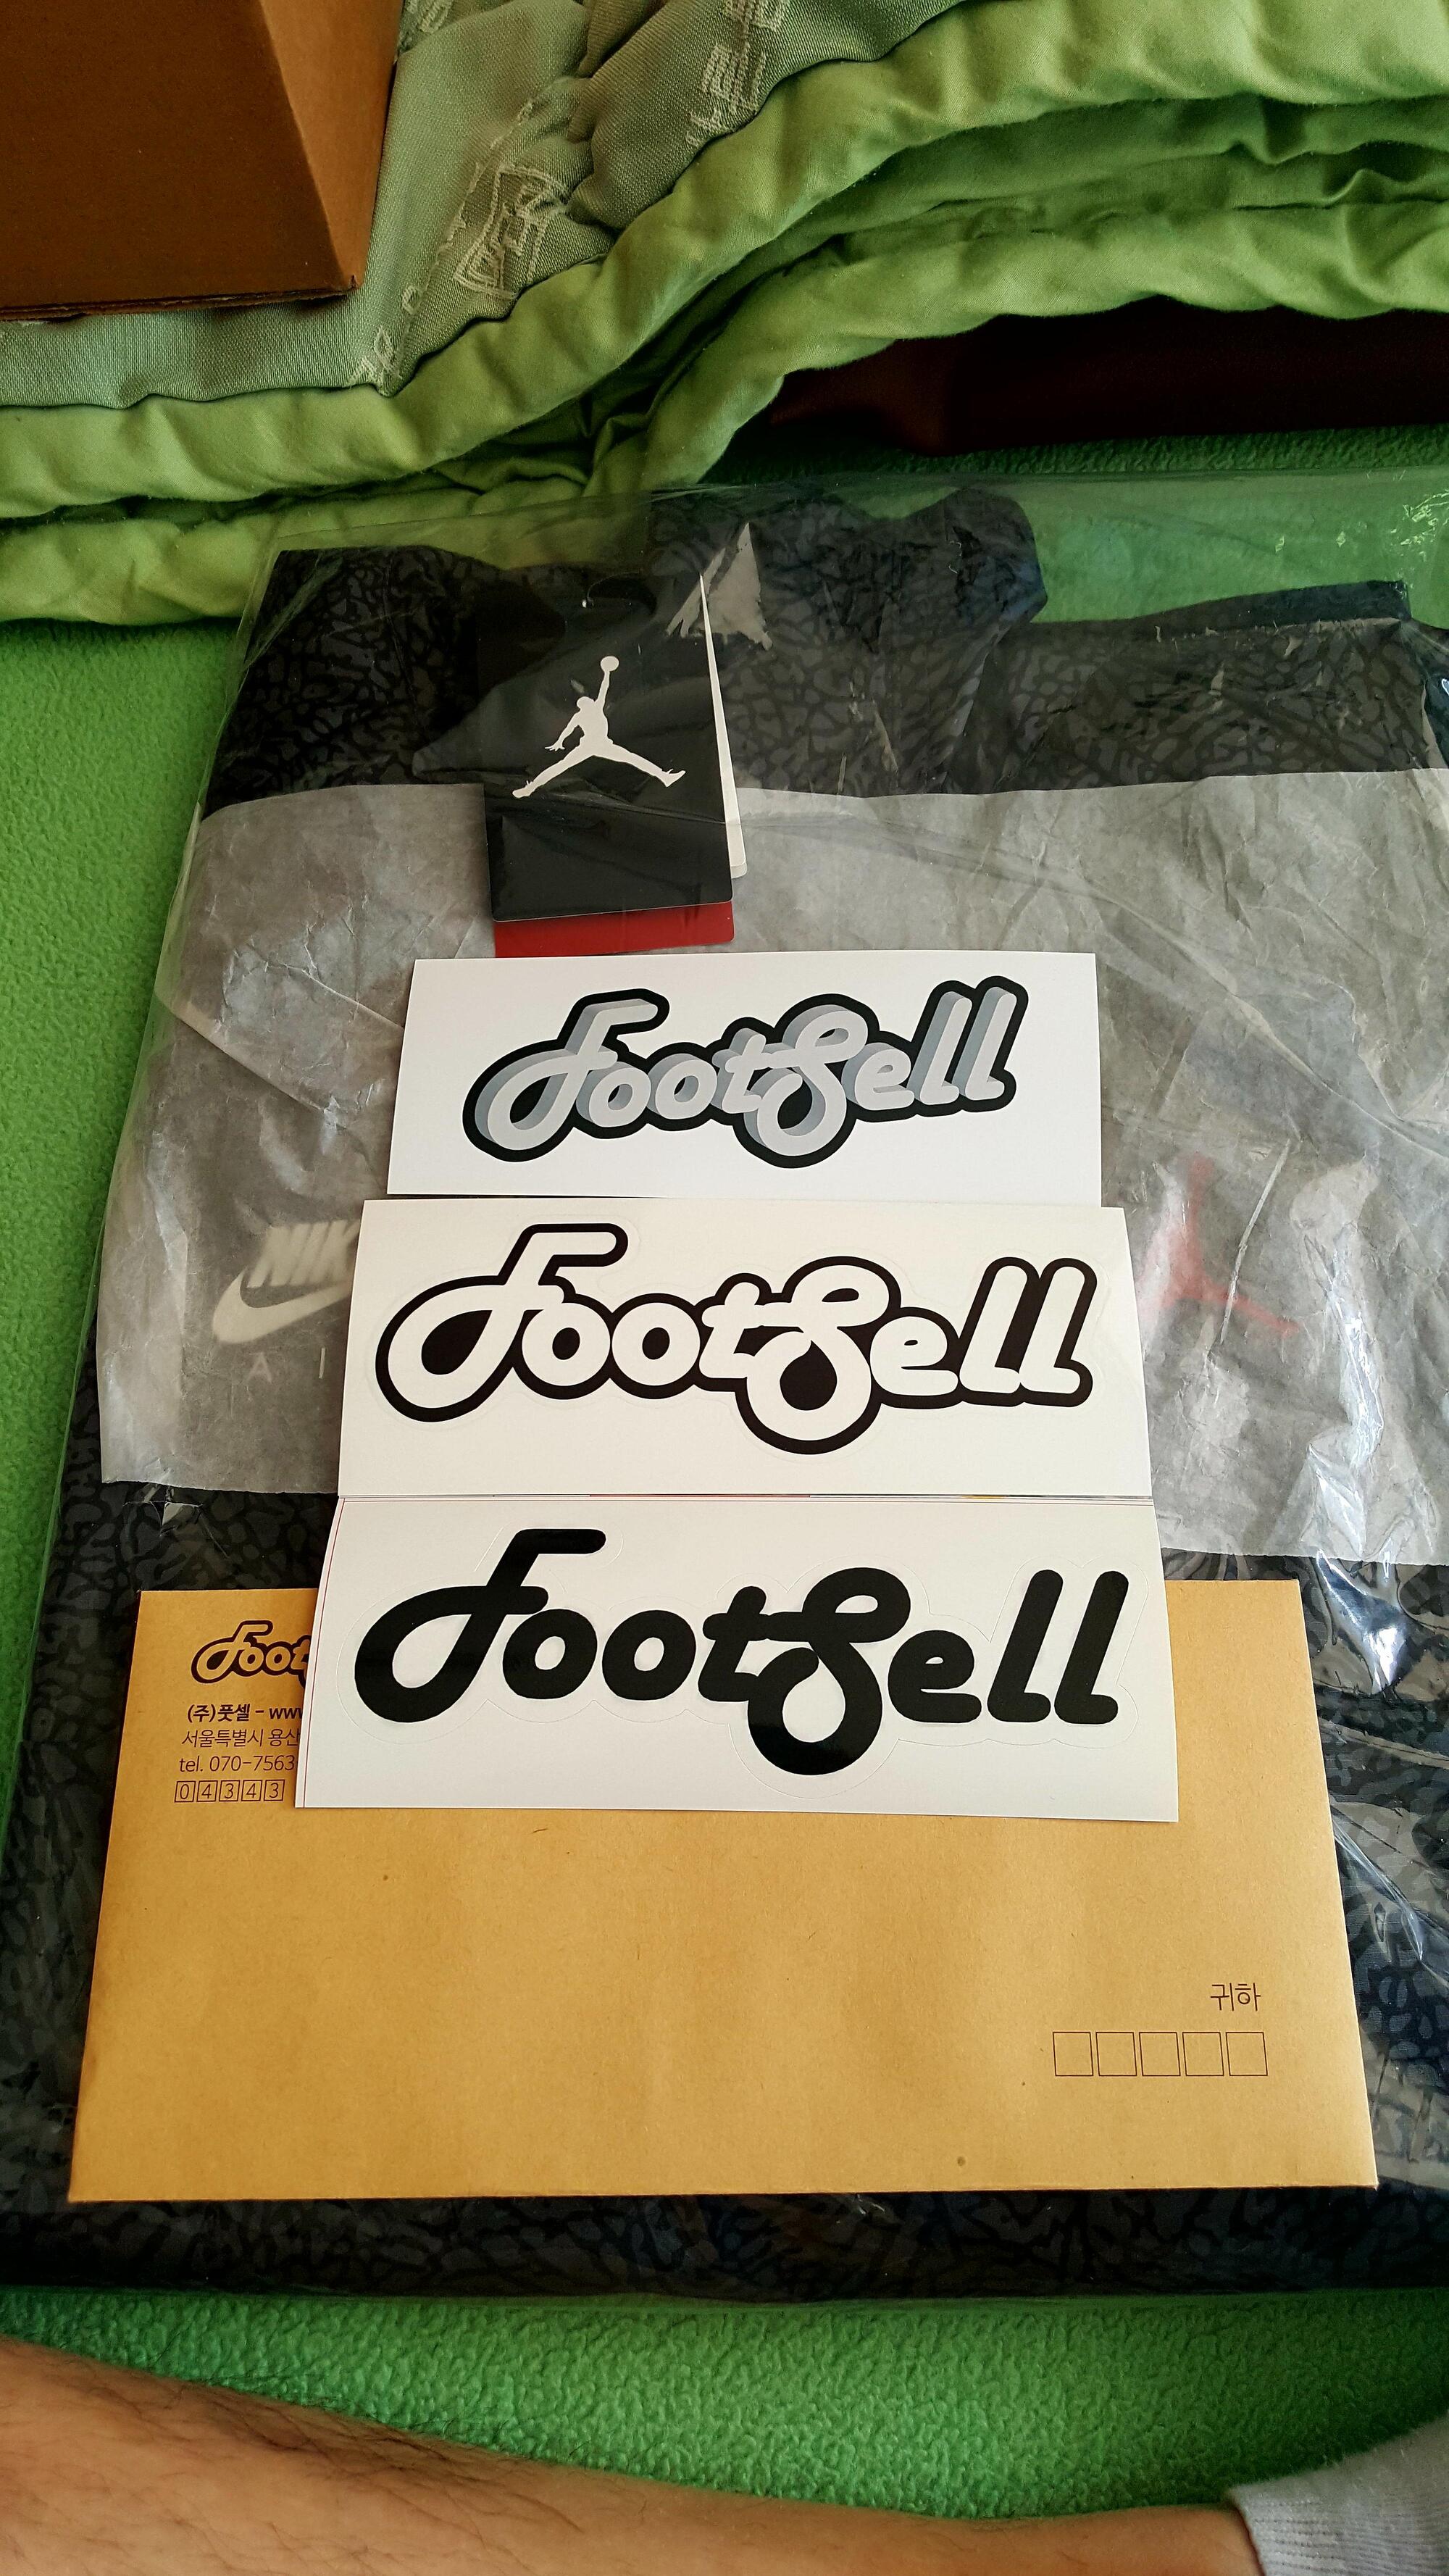 FootSell
NIKE
AI
FootSell
FootSell
Foot
(주)풋셀 - www
서울특별시 용산
tel. 070-7563
04343
귀하